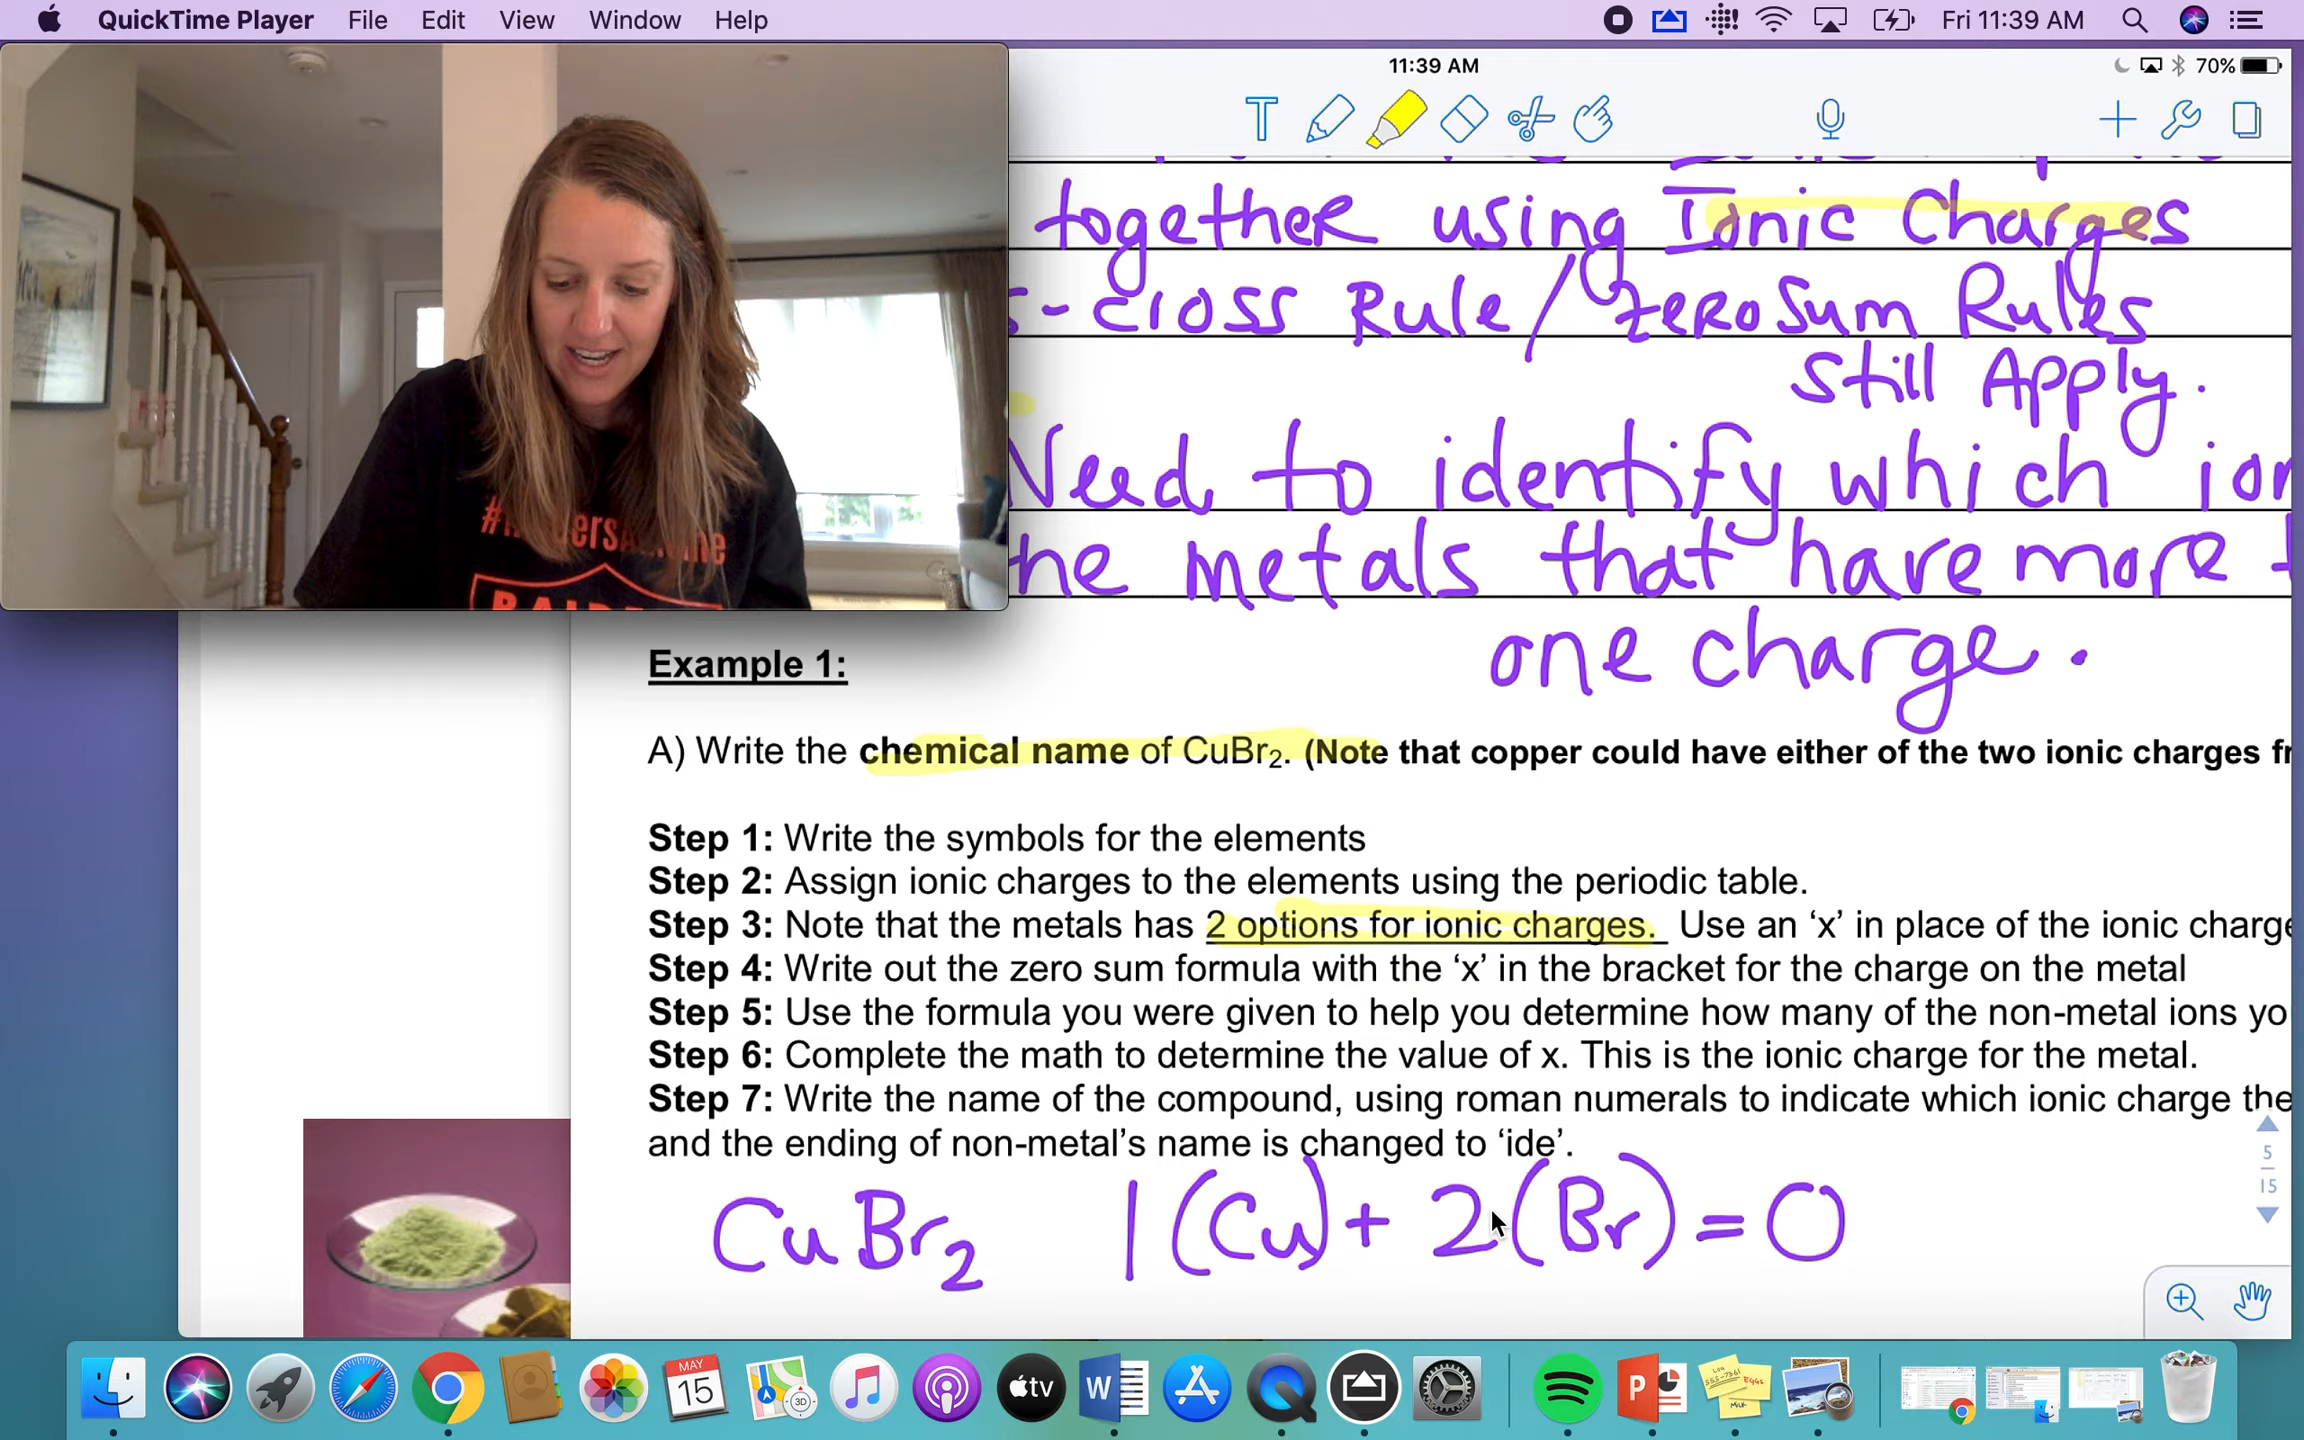 QuickTime Player File Edit View Window Help Fri 11:39 AM
11:39 AM 70%
T
together using Ionic Charges
s-cross Rule/Zero Sum Rules
still Apply.
Need to identify which ion
he metals that have more t
one charge.
BAID
Example 1:
A) Write the chemical name of CuBr₂. (Note that copper could have either of the two ionic charges fr
Step 1: Write the symbols for the elements
Step 2: Assign ionic charges to the elements using the periodic table.
Step 3: Note that the metals has 2 options for ionic charges. Use an ‘x’ in place of the ionic charge
Step 4: Write out the zero sum formula with the ‘x’ in the bracket for the charge on the metal
Step 5: Use the formula you were given to help you determine how many of the non-metal ions yo
Step 6: Complete the math to determine the value of x. This is the ionic charge for the metal.
Step 7: Write the name of the compound, using roman numerals to indicate which ionic charge the
and the ending of non-metal’s name is changed to ‘ide’.
5
15
CuBr₂ 1(Cu)+ 2(Br)=0
MAY
15
3D
tv
W
P